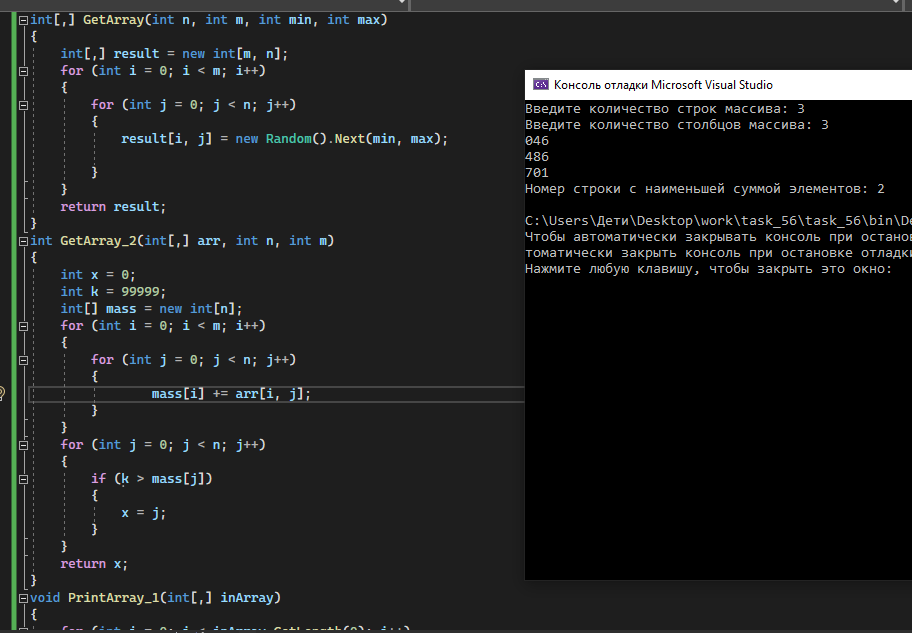 int[,] GetArray(int n, int m, int min, int max)
{
int[,] result = new int[m, n];
for (int i = 0; i < m; i++)
{
for (int j = 0; j < n; j++)
{
result[i, j] = new Random().Next(min, max);
}
}
return result;
}
int GetArray_2(int[,] arr, int n, int m)
{
int x = 0;
int k = 99999;
int[] mass = new int[n];
for (int i = 0; i < m; i++)
{
for (int j = 0; j < n; j++)
{
mass[i] += arr[i, j];
}
}
for (int j = 0; j < n; j++)
{
if (k > mass[j])
{
x = j;
}
}
return x;
}
void PrintArray_1(int[,] inArray)
{
Консоль отладки Microsoft Visual Studio
Введите количество строк массива: 3
Введите количество столбцов массива: 3
046
486
701
Номер строки с наименьшей суммой элементов: 2
C:\Users\Дети\Desktop\work\task_56\task_56\bin\De
Чтобы автоматически закрывать консоль при останов
томатически закрыть консоль при остановке отладки
Нажмите любую клавишу, чтобы закрыть это окно: